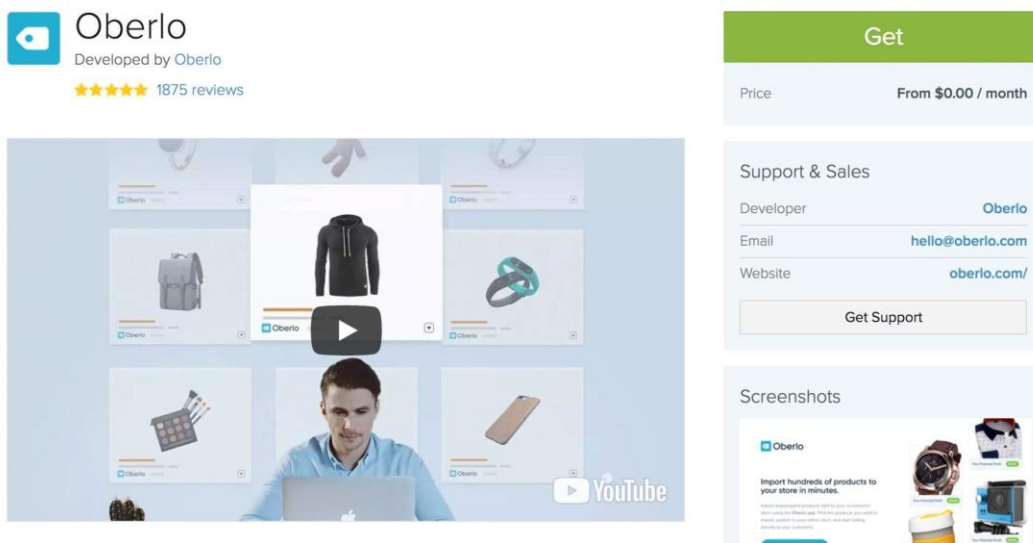 Oberlo
Developed by Oberlo
1875 reviews
Oberlo
Oberlo
Oberlo
Oberlo
Oberlo
Oberlo
Oberlo
YouTube
Get
Price From $0.00 / month
Support & Sales
Developer Oberlo
Email hello@oberlo.com
Website oberlo.com/
Get Support
Screenshots
Oberlo
Import hundreds of products to
your store in minutes.